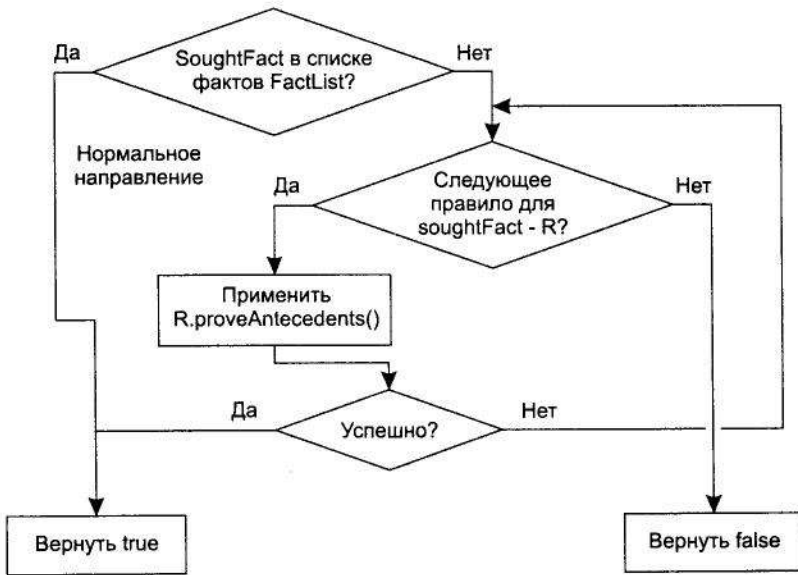 Да
SoughtFact в списке
фактов FactList?
Нет
Нормальное
направление
Да
Следующее
правило для
soughtFact - R?
Нет
Применить
R.proveAntecedents()
Да
Успешно?
Нет
Вернуть true
Вернуть false